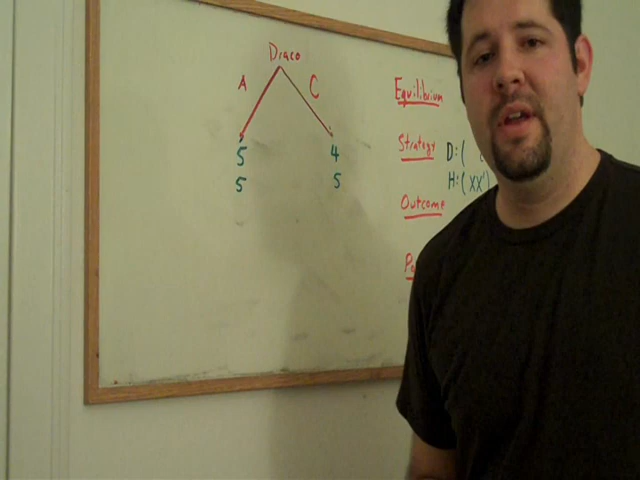 Draco
A C
5 4
5 5
Equilibrium
Strategy D:(
H:(XX')
Outcome